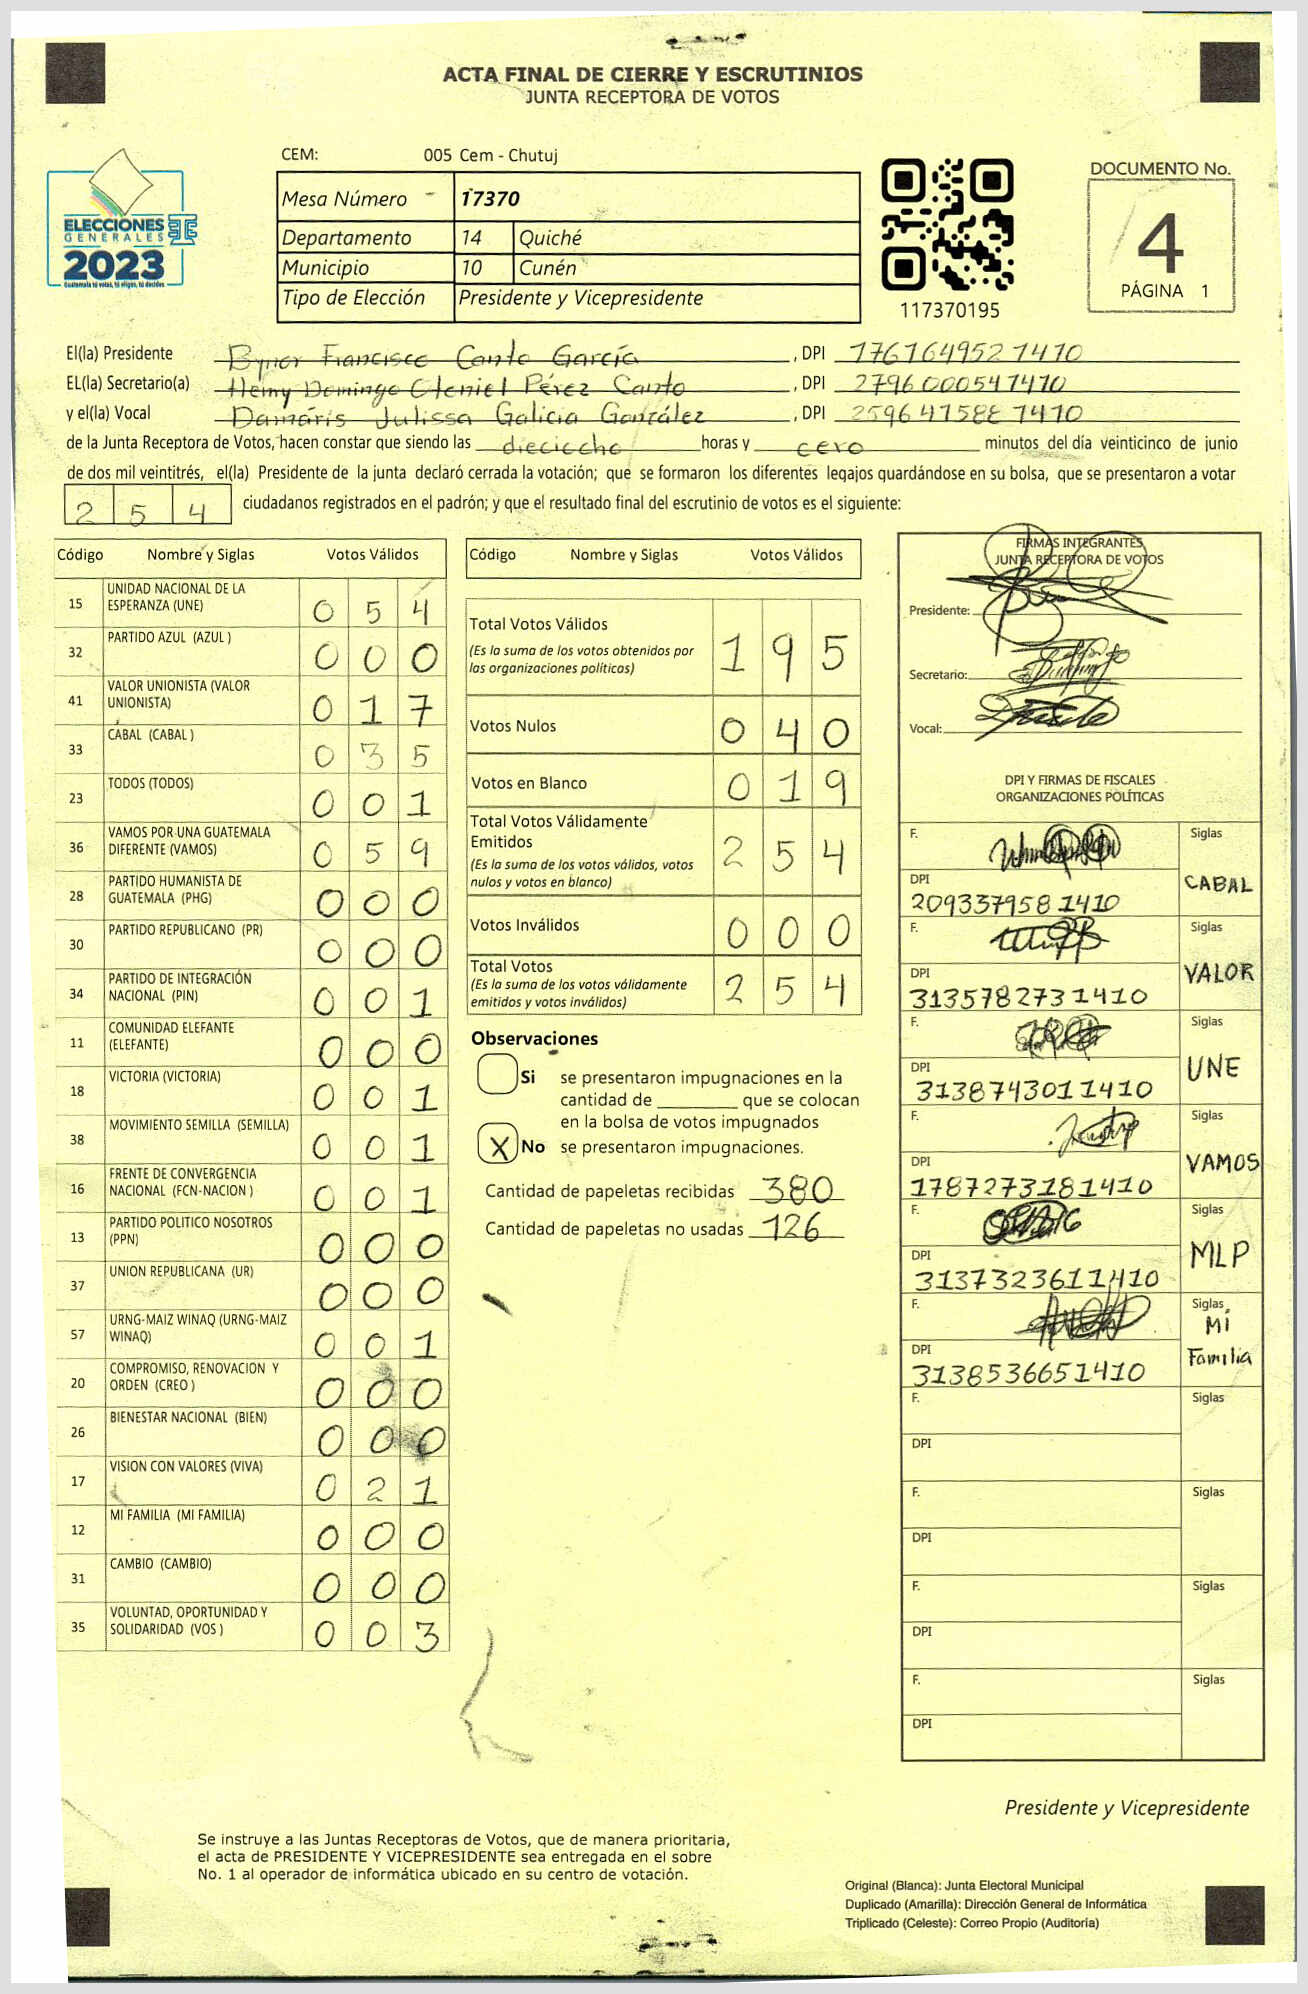 ACTA FINAL DE CIERRE Y ESCRUTINIOS
JUNTA RECEPTORA DE VOTOS
ELECCIONES
GENERALES
2023
Guatemala tú votas, tú eliges, tú decides
CEM: 005 Cem - Chutuj
Mesa Número 17370
Departamento 14 Quiché
Municipio 10 Cunén
Tipo de Elección Presidente y Vicepresidente
117370195
DOCUMENTO No.
4
PÁGINA 1
El(la) Presidente Byner Francisco Canto García, DPI 1761649521410
EL(la) Secretario(a) Hemy Domingo Oteniel Pérez Canto, DPI 2796000541410
y el(la) Vocal Damáris Julissa Galicia González, DPI 2596415881410
de la Junta Receptora de Votos, hacen constar que siendo las dieciocho horas y cero minutos del día veinticinco de junio
de dos mil veintitrés, el(la) Presidente de la junta declaró cerrada la votación; que se formaron los diferentes legajos guardándose en su bolsa, que se presentaron a votar
254 ciudadanos registrados en el padrón; y que el resultado final del escrutinio de votos es el siguiente:
Código Nombre y Siglas Votos Válidos
15 UNIDAD NACIONAL DE LA ESPERANZA (UNE) 0 5 4
32 PARTIDO AZUL (AZUL ) 0 0 0
41 VALOR UNIONISTA (VALOR UNIONISTA) 0 1 7
33 CABAL (CABAL ) 0 3 5
23 TODOS (TODOS) 0 0 1
36 VAMOS POR UNA GUATEMALA DIFERENTE (VAMOS) 0 5 9
28 PARTIDO HUMANISTA DE GUATEMALA (PHG) 0 0 0
30 PARTIDO REPUBLICANO (PR) 0 0 0
34 PARTIDO DE INTEGRACIÓN NACIONAL (PIN) 0 0 1
11 COMUNIDAD ELEFANTE (ELEFANTE) 0 0 0
18 VICTORIA (VICTORIA) 0 0 1
38 MOVIMIENTO SEMILLA (SEMILLA) 0 0 1
16 FRENTE DE CONVERGENCIA NACIONAL (FCN-NACION ) 0 0 1
13 PARTIDO POLITICO NOSOTROS (PPN) 0 0 0
37 UNION REPUBLICANA (UR) 0 0 0
57 URNG-MAIZ WINAQ (URNG-MAIZ WINAQ) 0 0 1
20 COMPROMISO, RENOVACION Y ORDEN (CREO ) 0 0 0
26 BIENESTAR NACIONAL (BIEN) 0 0 0
17 VISION CON VALORES (VIVA) 0 2 1
12 MI FAMILIA (MI FAMILIA) 0 0 0
31 CAMBIO (CAMBIO) 0 0 0
35 VOLUNTAD, OPORTUNIDAD Y SOLIDARIDAD (VOS ) 0 0 3
Código Nombre y Siglas Votos Válidos
Total Votos Válidos 1 9 5
(Es la suma de los votos obtenidos por
las organizaciones políticas)
Votos Nulos 0 4 0
Votos en Blanco 0 1 9
Total Votos Válidamente
Emitidos 2 5 4
(Es la suma de los votos válidos, votos
nulos y votos en blanco)
Votos Inválidos 0 0 0
Total Votos 2 5 4
(Es la suma de los votos válidamente
emitidos y votos inválidos)
Observaciones
Si se presentaron impugnaciones en la
cantidad de ________ que se colocan
en la bolsa de votos impugnados
X No se presentaron impugnaciones.
Cantidad de papeletas recibidas 380
Cantidad de papeletas no usadas 126
FIRMAS INTEGRANTES
JUNTA RECEPTORA DE VOTOS
Presidente:
Secretario:
Vocal:
DPI Y FIRMAS DE FISCALES
ORGANIZACIONES POLÍTICAS
F. Siglas
DPI CABAL
2093379581410
F. Siglas
DPI VALOR
3135782731410
F. Siglas
DPI UNE
3138743011410
F. Siglas
DPI VAMOS
1787273181410
F. Siglas
DPI MLP
3137323611410
F. Siglas
Mi
DPI Familia
3138536651410
F. Siglas
DPI
F. Siglas
DPI
F. Siglas
DPI
F. Siglas
DPI
Presidente y Vicepresidente
Se instruye a las Juntas Receptoras de Votos, que de manera prioritaria,
el acta de PRESIDENTE Y VICEPRESIDENTE sea entregada en el sobre
No. 1 al operador de informática ubicado en su centro de votación.
Original (Blanca): Junta Electoral Municipal
Duplicado (Amarilla): Dirección General de Informática
Triplicado (Celeste): Correo Propio (Auditoría)